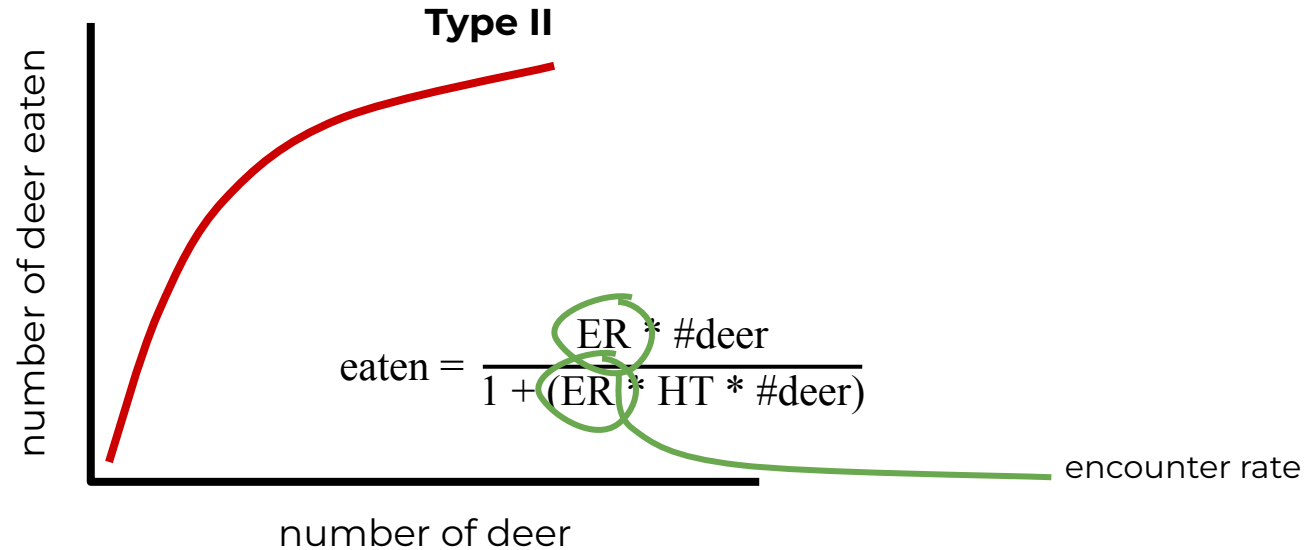 Type II
number of deer eaten
eaten = ER * #deer
1 + (ER * HT * #deer)
encounter rate
number of deer